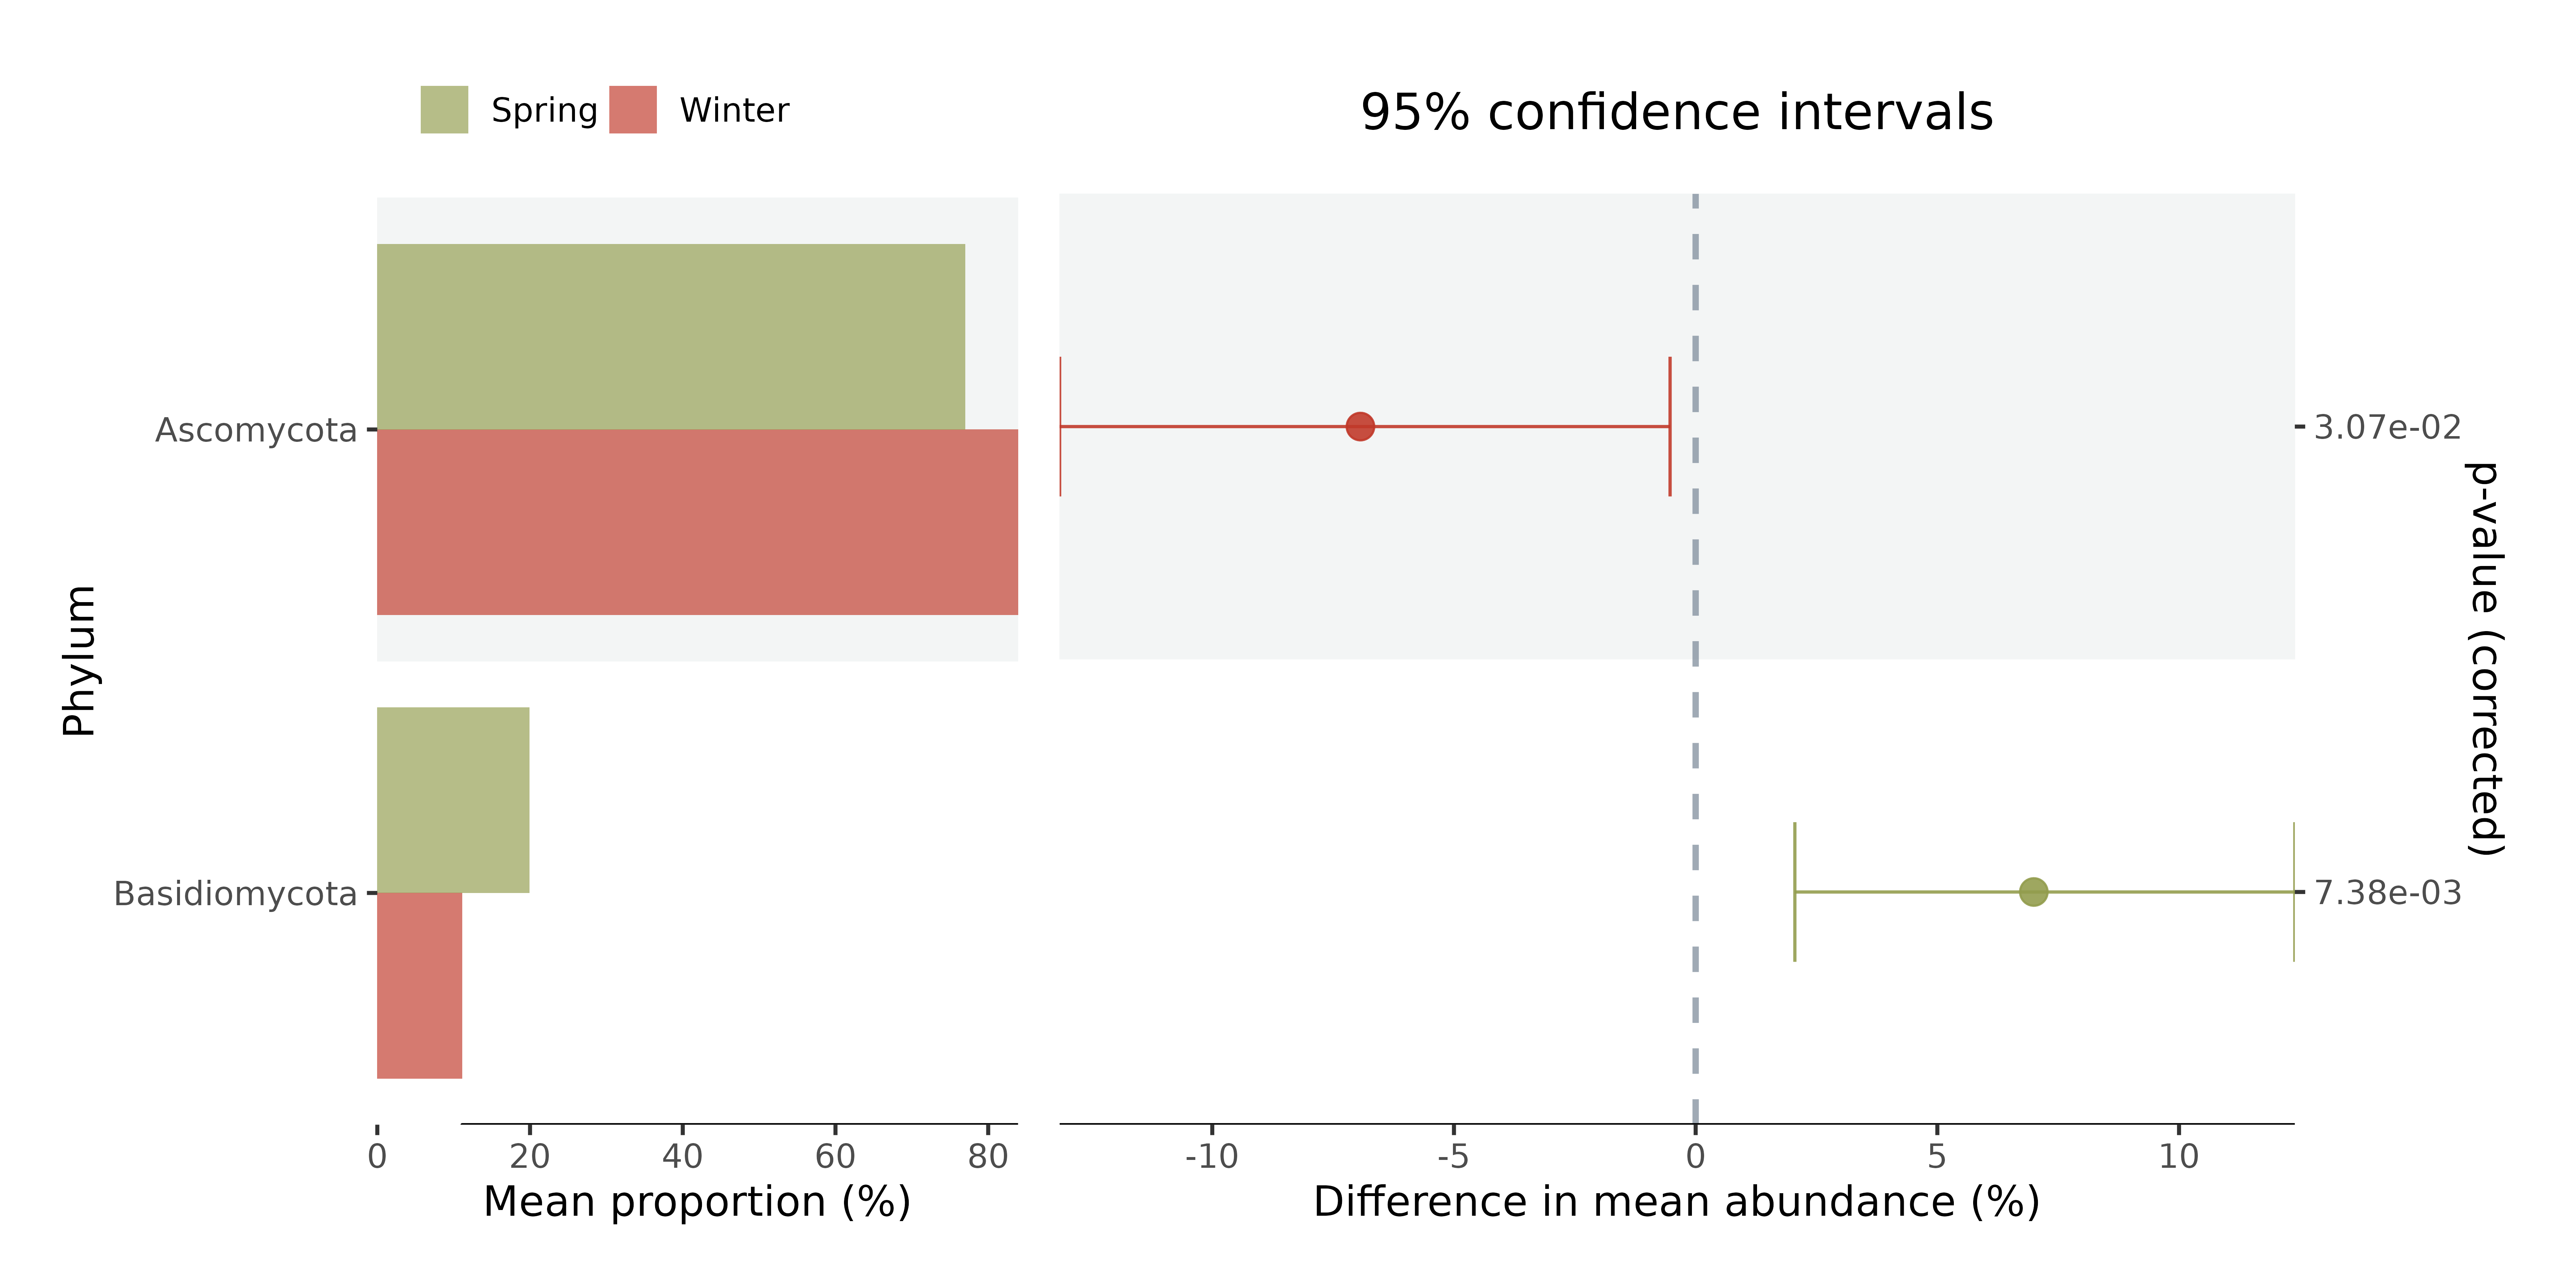 Spring
Winter
95% confidence intervals
Phylum
Ascomycota
Basidiomycota
3.07e-02
7.38e-03
p-value (corrected)
0 20 40 60 80
-10 -5 0 5 10
Mean proportion (%)
Difference in mean abundance (%)